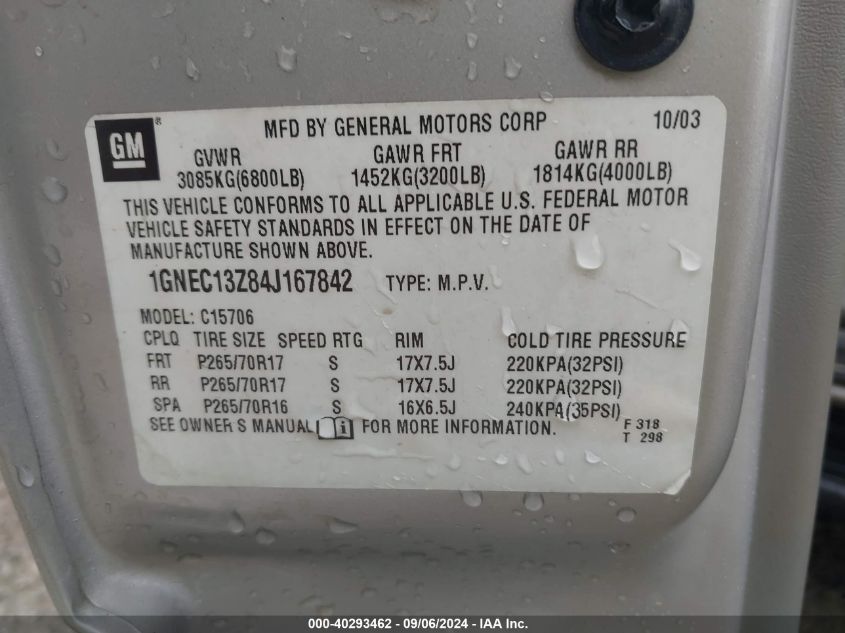 GM ®
MFD BY GENERAL MOTORS CORP 10/03
GVWR GAWR FRT GAWR RR
3085KG(6800LB) 1452KG(3200LB) 1814KG(4000LB)
THIS VEHICLE CONFORMS TO ALL APPLICABLE U.S. FEDERAL MOTOR
VEHICLE SAFETY STANDARDS IN EFFECT ON THE DATE OF
MANUFACTURE SHOWN ABOVE.
1GNEC13Z84J167842 TYPE: M.P.V.
MODEL: C15706
CPLQ TIRE SIZE SPEED RTG RIM COLD TIRE PRESSURE
FRT P265/70R17 S 17X7.5J 220KPA(32PSI)
RR P265/70R17 S 17X7.5J 220KPA(32PSI)
SPA P265/70R16 S 16X6.5J 240KPA(35PSI)
SEE OWNER S MANUAL i FOR MORE INFORMATION.
F 318
T 298
000-40293462 - 09/06/2024 - IAA Inc.